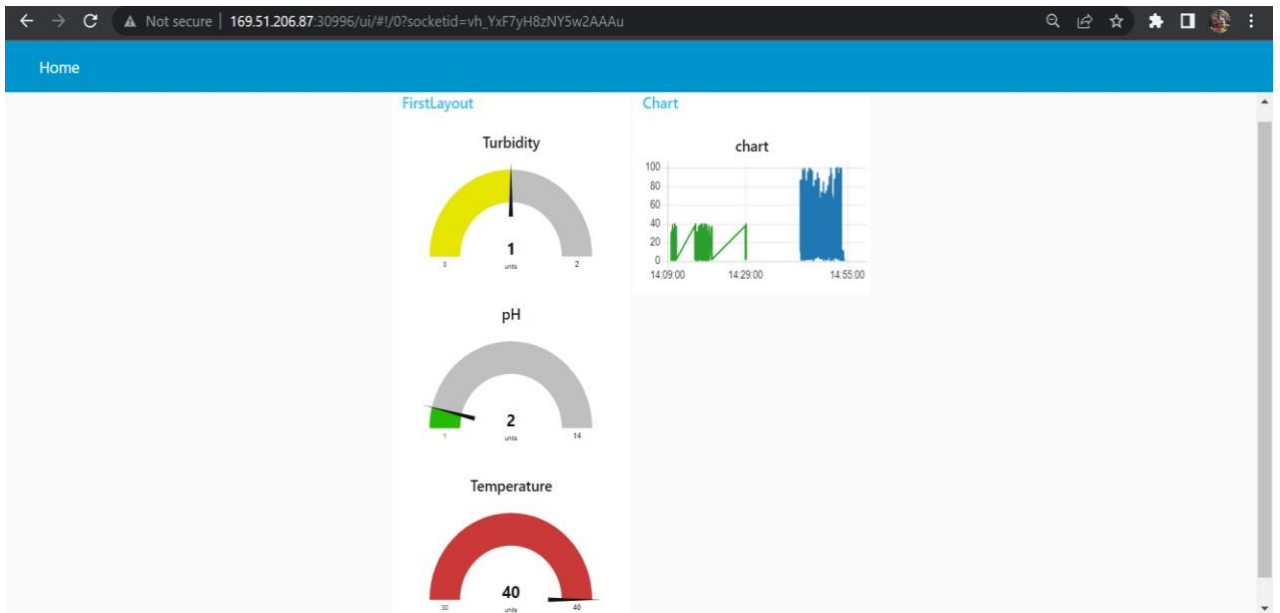 Not secure | 169.51.206.87:30996/ui/#!/0?socketid=vh_YxF7yH8zNY5w2AAAu
Home
FirstLayout
Turbidity
1
units
0
2
pH
2
units
1
14
Temperature
40
units
30
40
Chart
chart
100
80
60
40
20
0
14:09:00
14:29:00
14:55:00